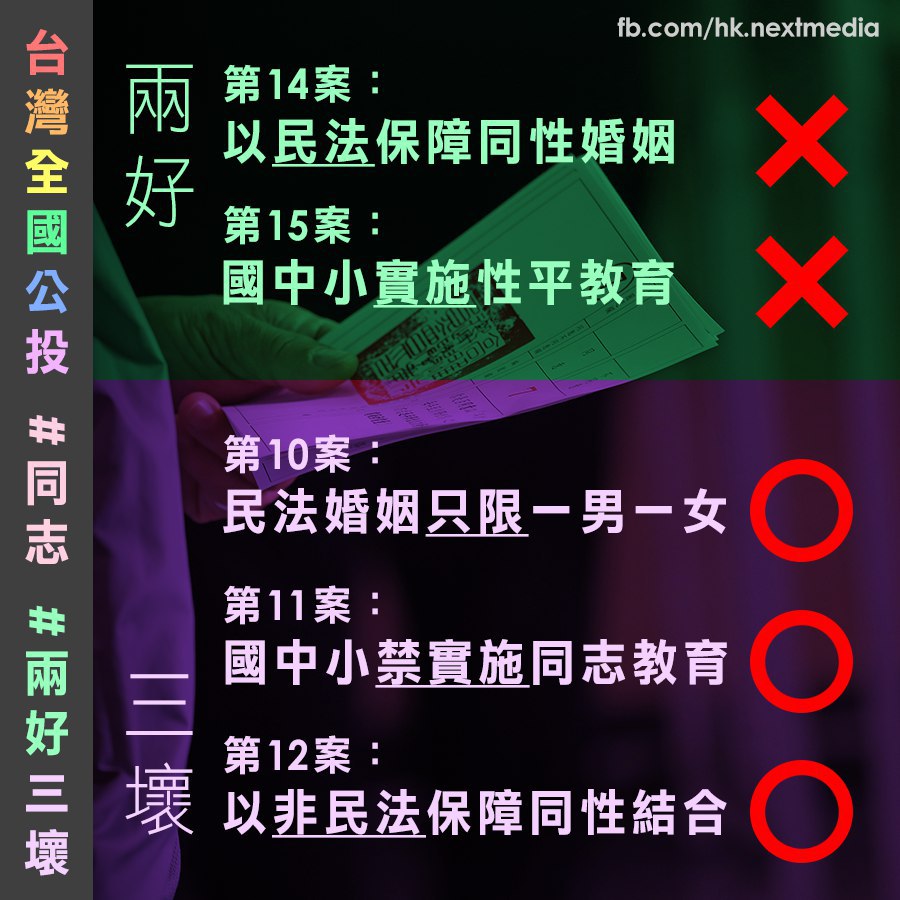 fb.com/hk.nextmedia
台灣全國公投 #同志 #兩好三壞
兩好
第14案：
以民法保障同性婚姻
第15案：
國中小實施性平教育
三壞
第10案：
民法婚姻只限一男一女
第11案：
國中小禁實施同志教育
第12案：
以非民法保障同性結合